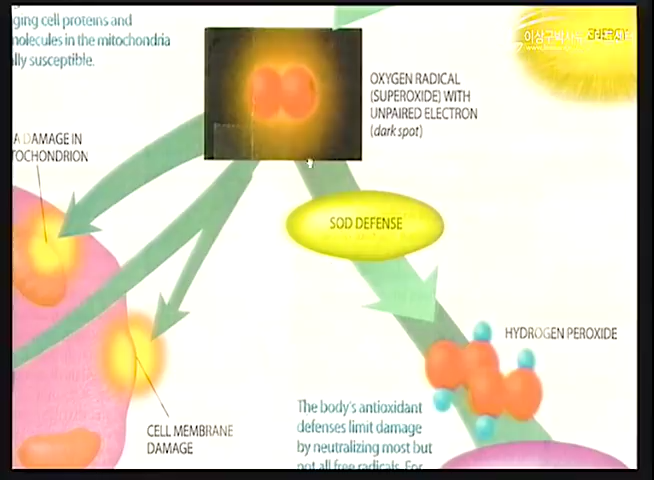 ging cell proteins and
molecules in the mitochondria
lly susceptible.
ENERGY
OXYGEN RADICAL
(SUPEROXIDE) WITH
UNPAIRED ELECTRON
(dark spot)
A DAMAGE IN
TOCHONDRION
SOD DEFENSE
HYDROGEN PEROXIDE
The body's antioxidant
defenses limit damage
by neutralizing most but
not all free radicals. For
CELL MEMBRANE
DAMAGE